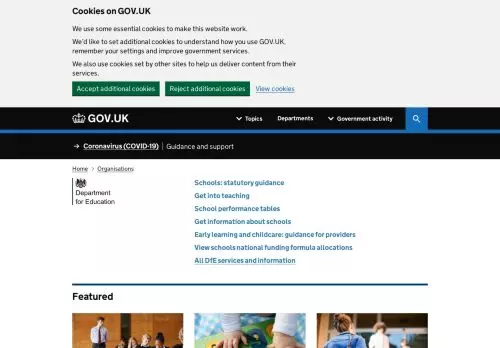 Cookies on GOV.UK
We use some essential cookies to make this website work.
We'd like to set additional cookies to understand how you use GOV.UK,
remember your settings and improve government services.
We also use cookies set by other sites to help us deliver content from their
services.
Accept additional cookies Reject additional cookies View cookies
GOV.UK Topics Departments Government activity
→ Coronavirus (COVID-19) Guidance and support
Home > Organisations
Department
for Education
Schools: statutory guidance
Get into teaching
School performance tables
Get information about schools
Early learning and childcare: guidance for providers
View schools national funding formula allocations
All DfE services and information
Featured